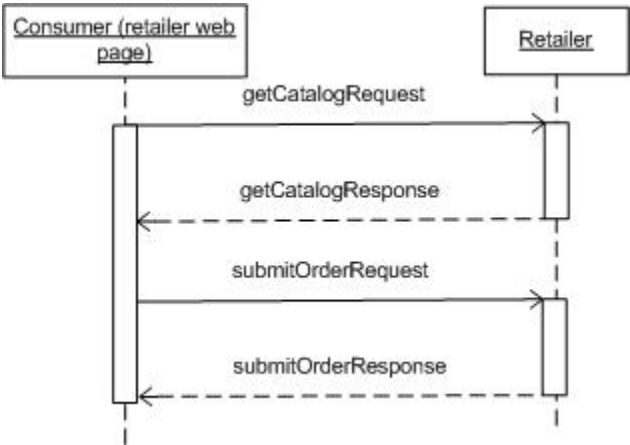 Consumer (retailer web
page)
Retailer
getCatalogRequest
getCatalogResponse
submitOrderRequest
submitOrderResponse